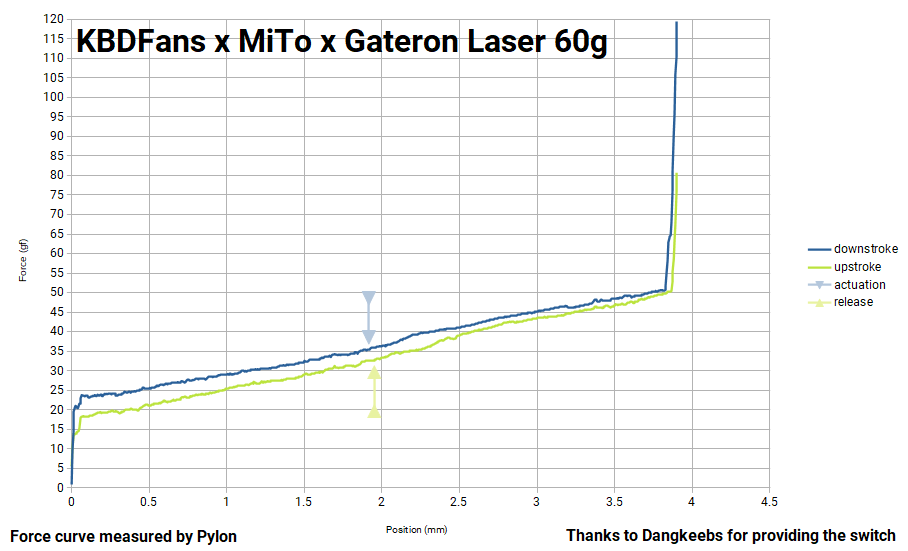 KBDFans x MiTo x Gateron Laser 60g
120
115
110
105
100
95
90
85
80
75
70
65
60
55
50
45
40
35
30
25
20
15
10
5
0
Force (gf)
0 0.5 1 1.5 2 2.5 3 3.5 4 4.5
Position (mm)
downstroke
upstroke
actuation
release
Force curve measured by Pylon
Thanks to Dangkeebs for providing the switch